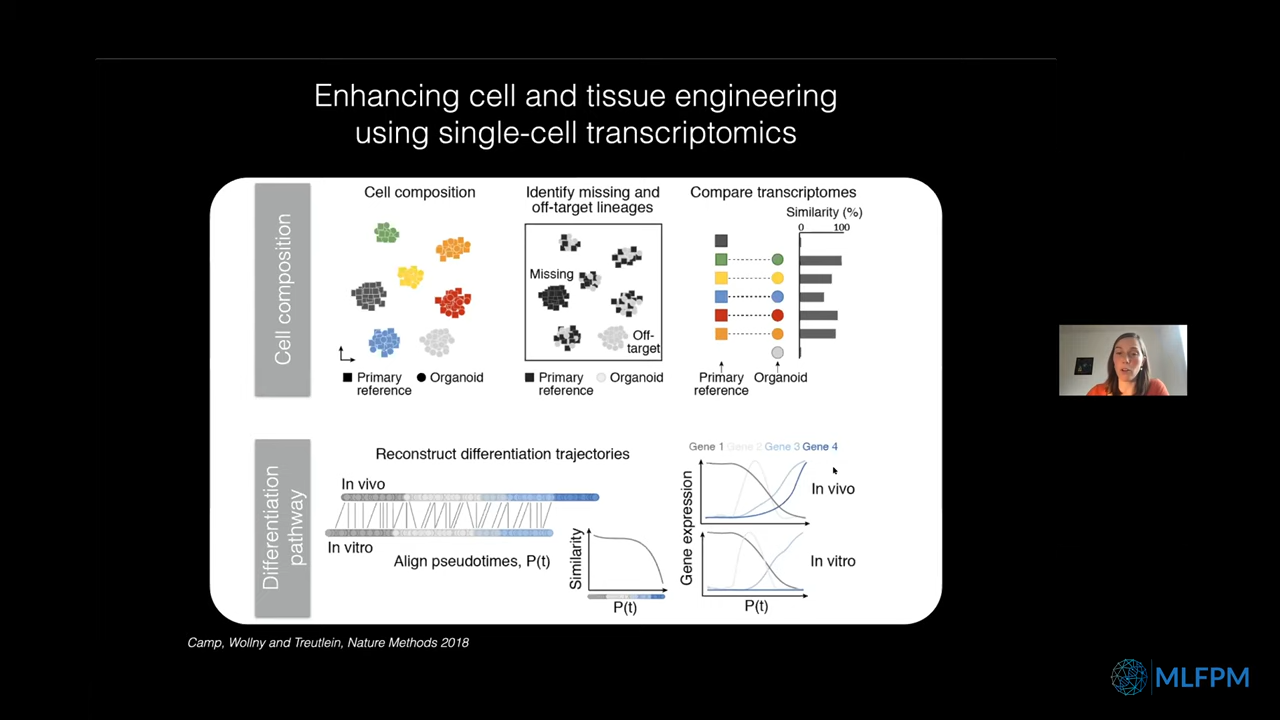 Enhancing cell and tissue engineering
using single-cell transcriptomics
Cell composition
Cell composition
Primary
reference
Organoid
Identify missing and
off-target lineages
Missing
Off-
target
Primary
reference
Organoid
Compare transcriptomes
Similarity (%)
0 100
Primary
reference
Organoid
Differentiation
pathway
Reconstruct differentiation trajectories
In vivo
In vitro
Align pseudotimes, P(t)
Similarity
P(t)
Gene 1 Gene 2 Gene 3 Gene 4
Gene expression
In vivo
In vitro
P(t)
Camp, Wollny and Treutlein, Nature Methods 2018
MLFPM